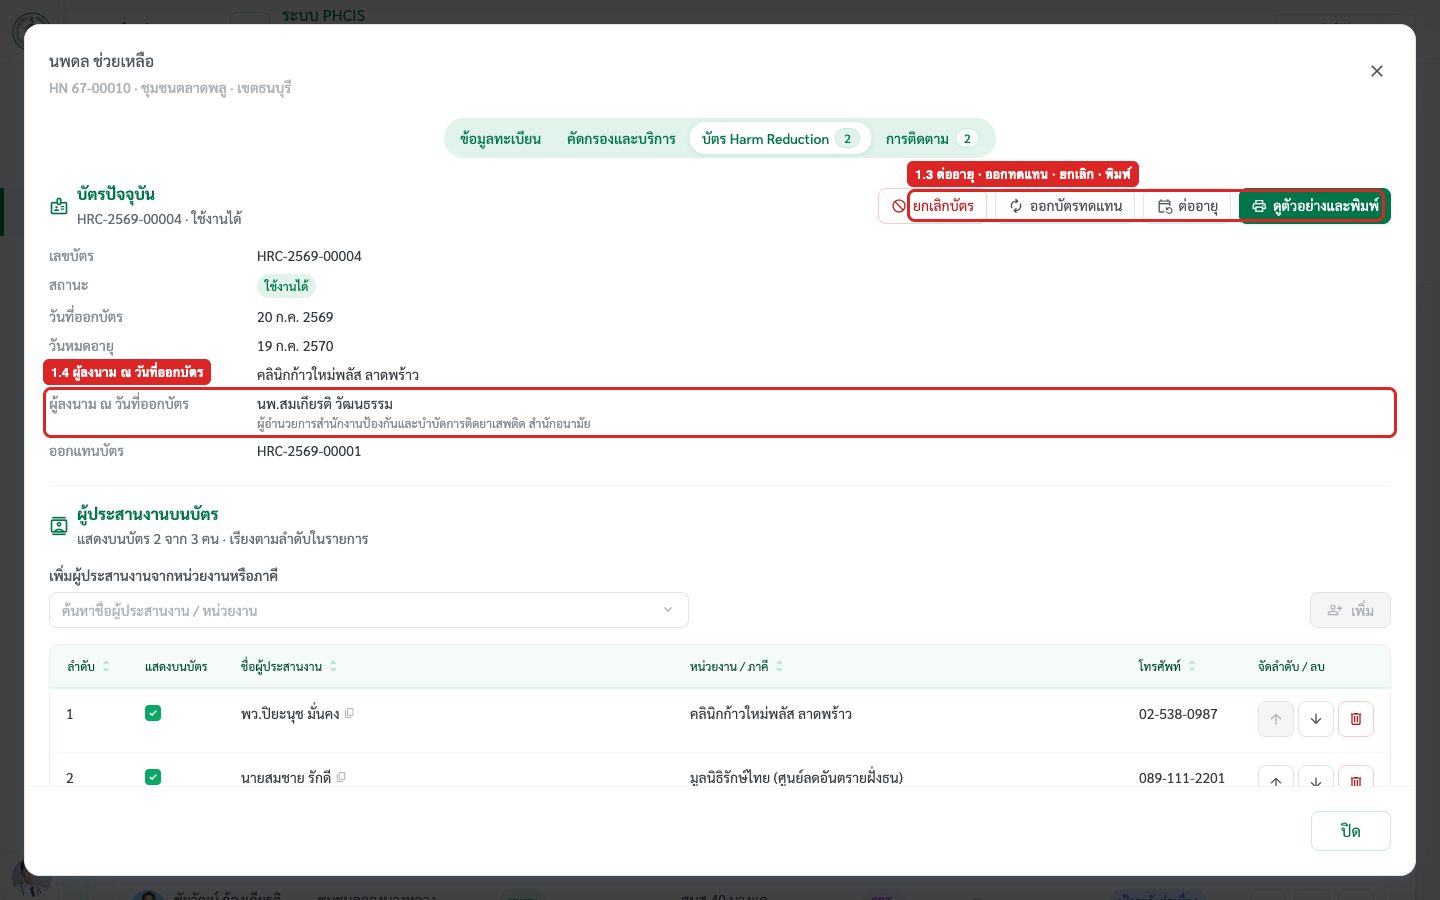 ระบบ PHCIS
นพดล ช่วยเหลือ
HN 67-00010 · ชุมชนตลาดพลู · เขตธนบุรี
ข้อมูลทะเบียน คัดกรองและบริการ บัตร Harm Reduction 2 การติดตาม 2
1.3 ต่ออายุ · ออกทดแทน · ยกเลิก · พิมพ์
บัตรปัจจุบัน
HRC-2569-00004 · ใช้งานได้
ยกเลิกบัตร ออกบัตรทดแทน ต่ออายุ ดูตัวอย่างและพิมพ์
เลขบัตร HRC-2569-00004
สถานะ ใช้งานได้
วันที่ออกบัตร 20 ก.ค. 2569
วันหมดอายุ 19 ก.ค. 2570
1.4 ผู้ลงนาม ณ วันที่ออกบัตร
คลินิกก้าวใหม่พลัส ลาดพร้าว
ผู้ลงนาม ณ วันที่ออกบัตร นพ.สมเกียรติ วัฒนธรรม
ผู้อำนวยการสำนักงานป้องกันและบำบัดการติดยาเสพติด สำนักอนามัย
ออกแทนบัตร HRC-2569-00001
ผู้ประสานงานบนบัตร
แสดงบนบัตร 2 จาก 3 คน · เรียงตามลำดับในรายการ
เพิ่มผู้ประสานงานจากหน่วยงานหรือภาคี
ค้นหาชื่อผู้ประสานงาน / หน่วยงาน เพิ่ม
ลำดับ แสดงบนบัตร ชื่อผู้ประสานงาน หน่วยงาน / ภาคี โทรศัพท์ จัดลำดับ / ลบ
1 พว.ปิยะนุช มั่นคง คลินิกก้าวใหม่พลัส ลาดพร้าว 02-538-0987
2 นายสมชาย รักดี มูลนิธิรักษ์ไทย (ศูนย์ลดอันตรายฝั่งธน) 089-111-2201
ปิด